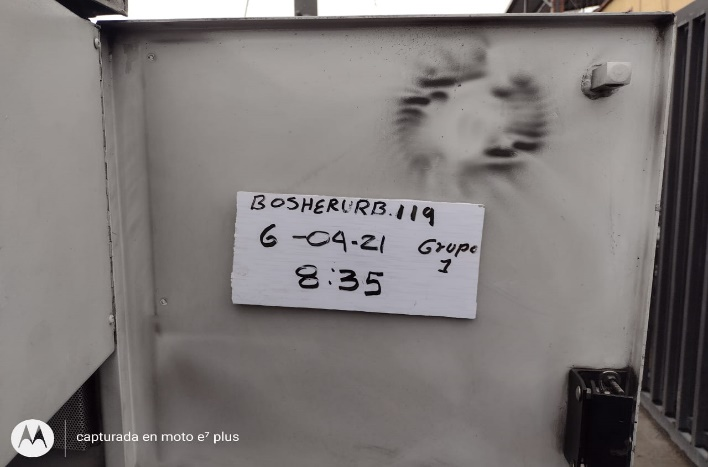 BOSHERURB.119
6-04-21 Grupo
1
8:35
capturada en moto e⁷ plus